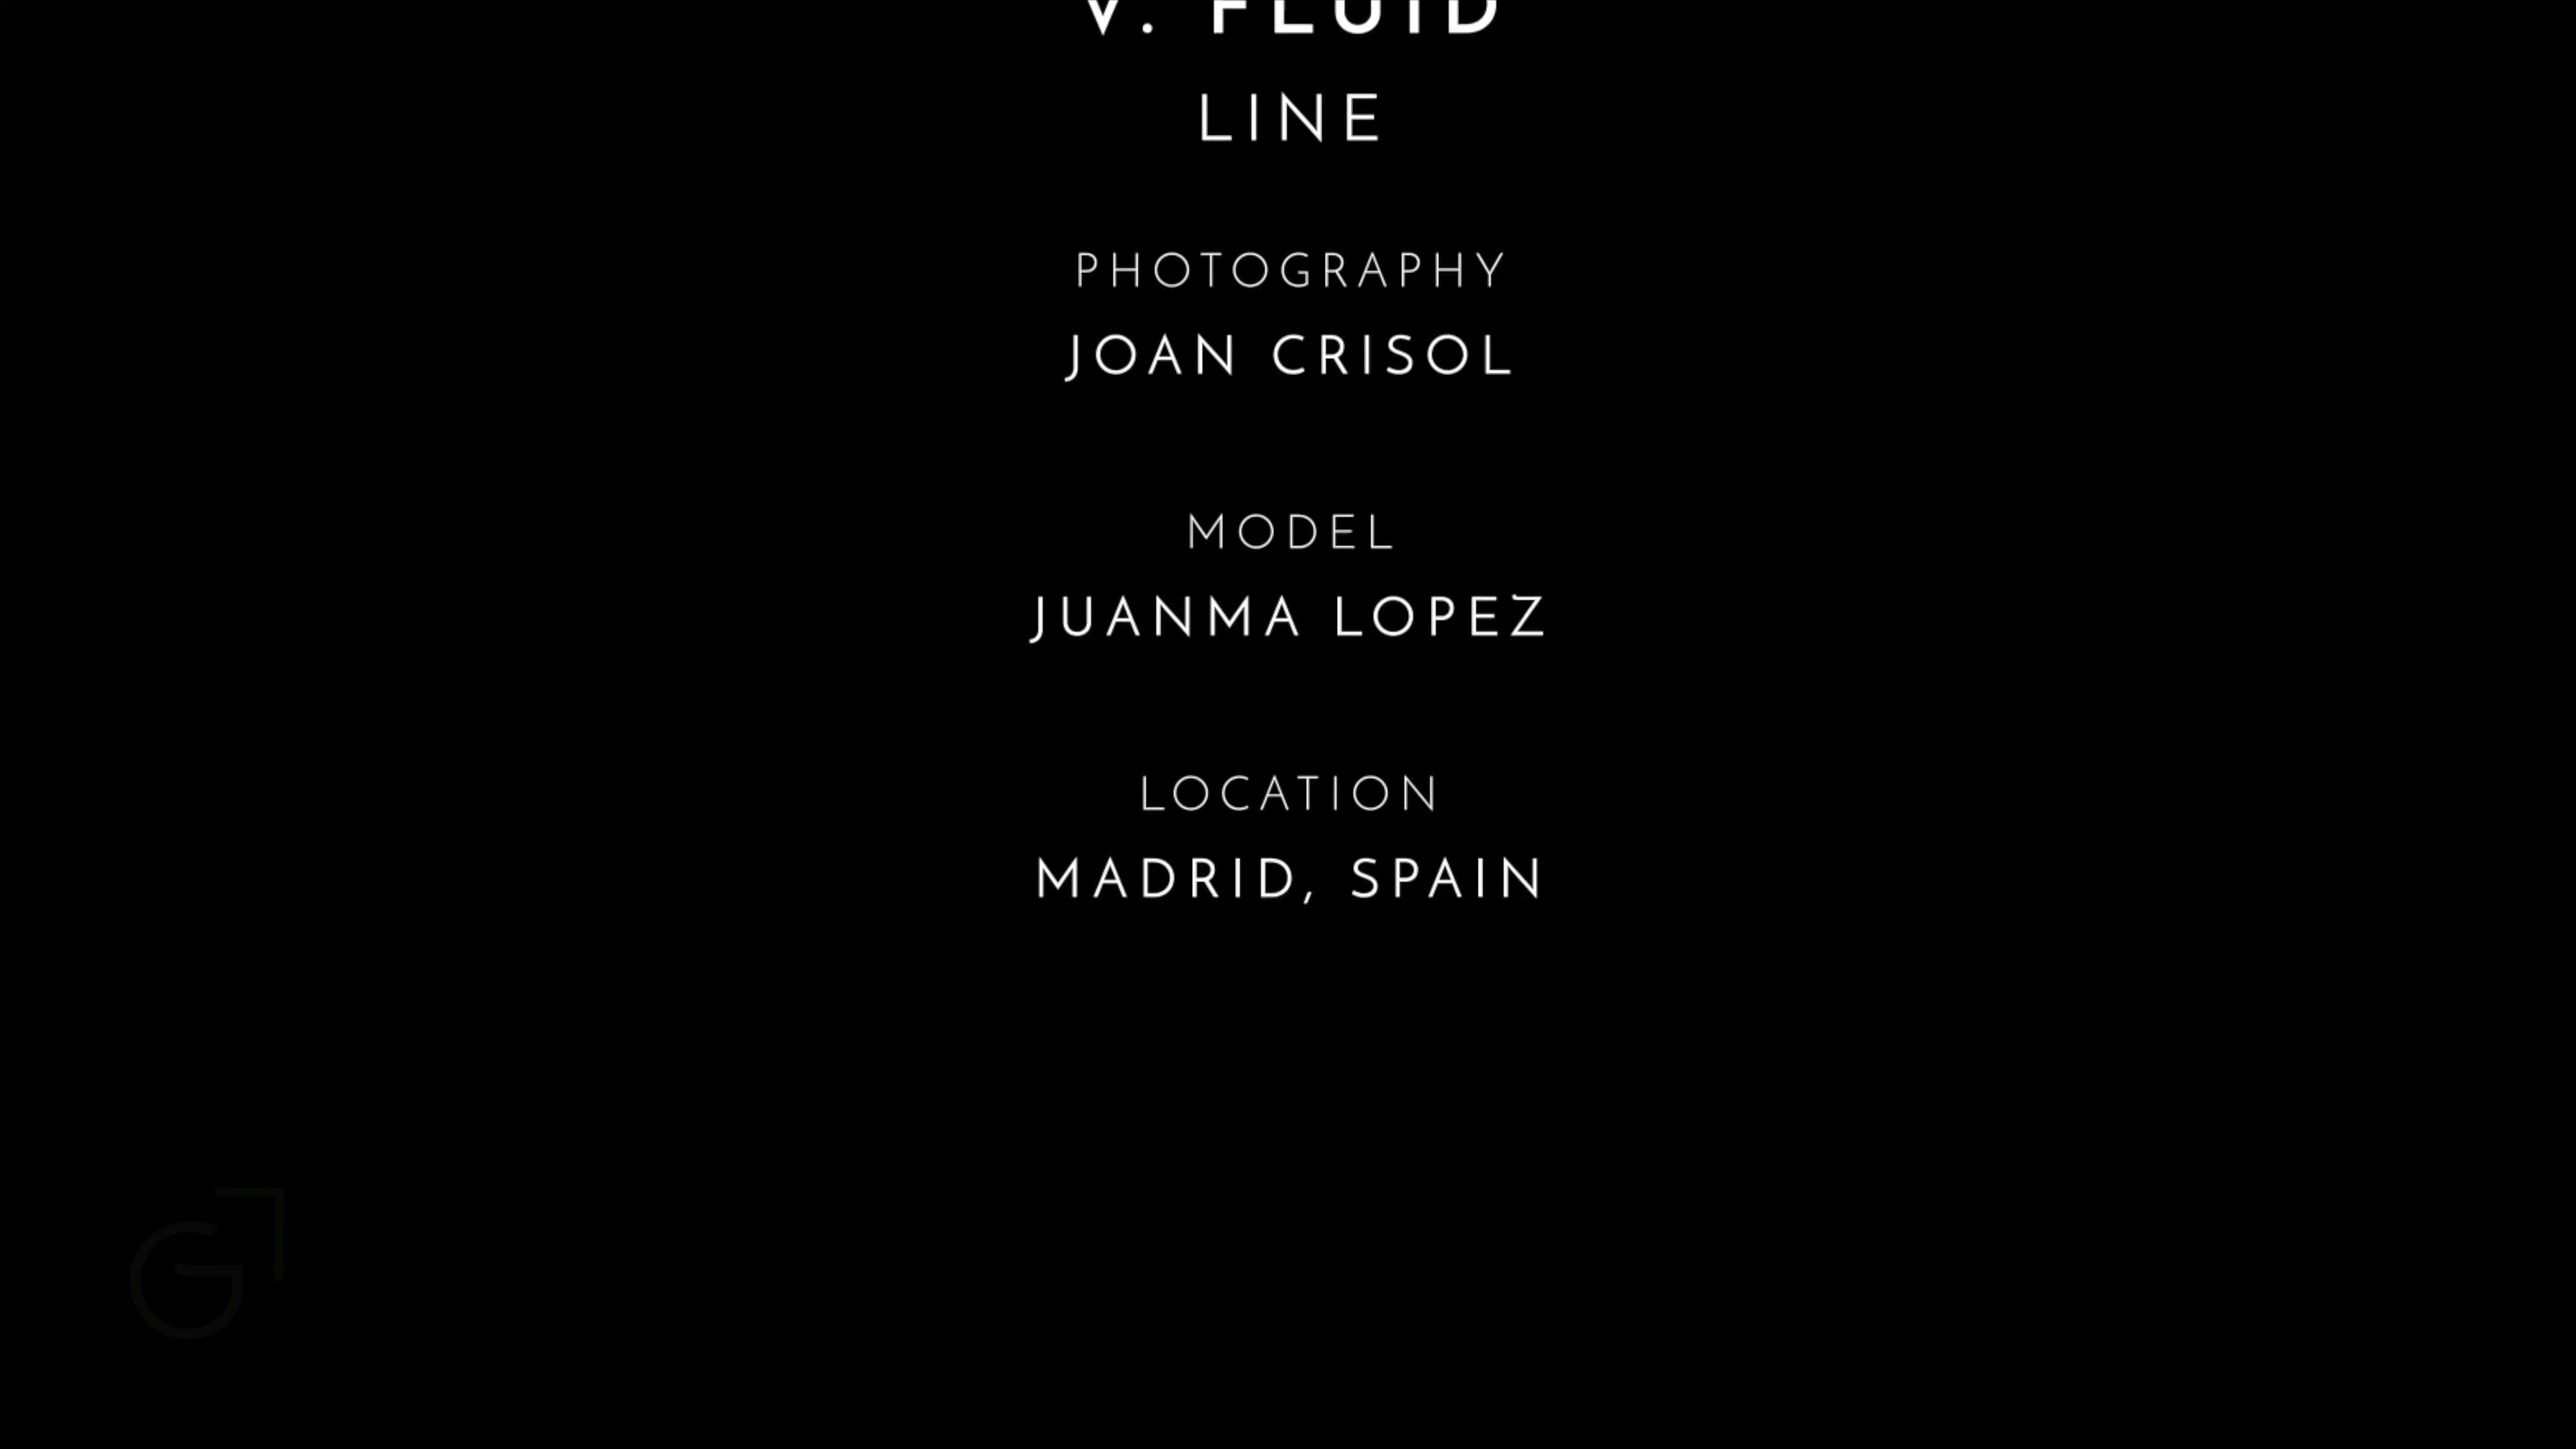 V. FLUID
LINE
PHOTOGRAPHY
JOAN CRISOL
MODEL
JUANMA LOPEZ
LOCATION
MADRID, SPAIN
G